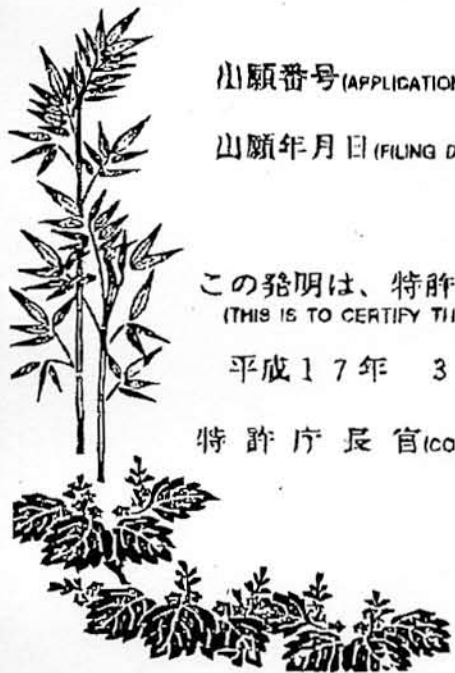 出願番号(APPLICATION
出願年月日(FILING D
この発明は、特許
(THIS IS TO CERTIFY TH
平成17年 3
特許庁長官(CO